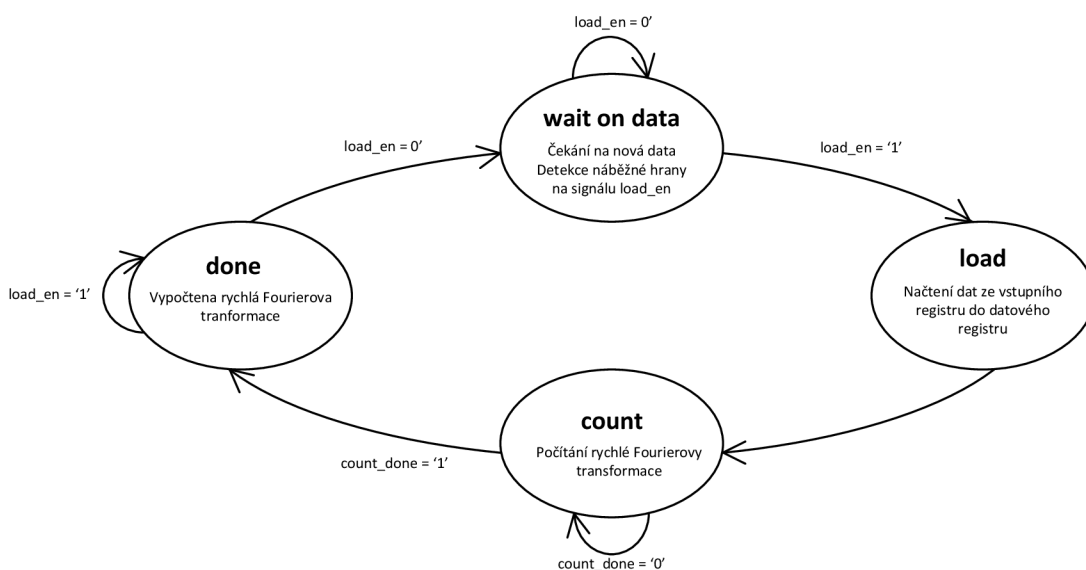 load_en = 0’
wait on data
Čekání na nová data
Detekce náběžné hrany
na signálu load_en
load_en = 0’
load_en = ‘1’
done
Vypočtena rychlá Fourierova
tranformace
load_en = ‘1’
load
Načtení dat ze vstupního
registru do datového
registru
count
Počítání rychlé Fourierovy
transformace
count_done = ‘1’
count_done = ‘0’